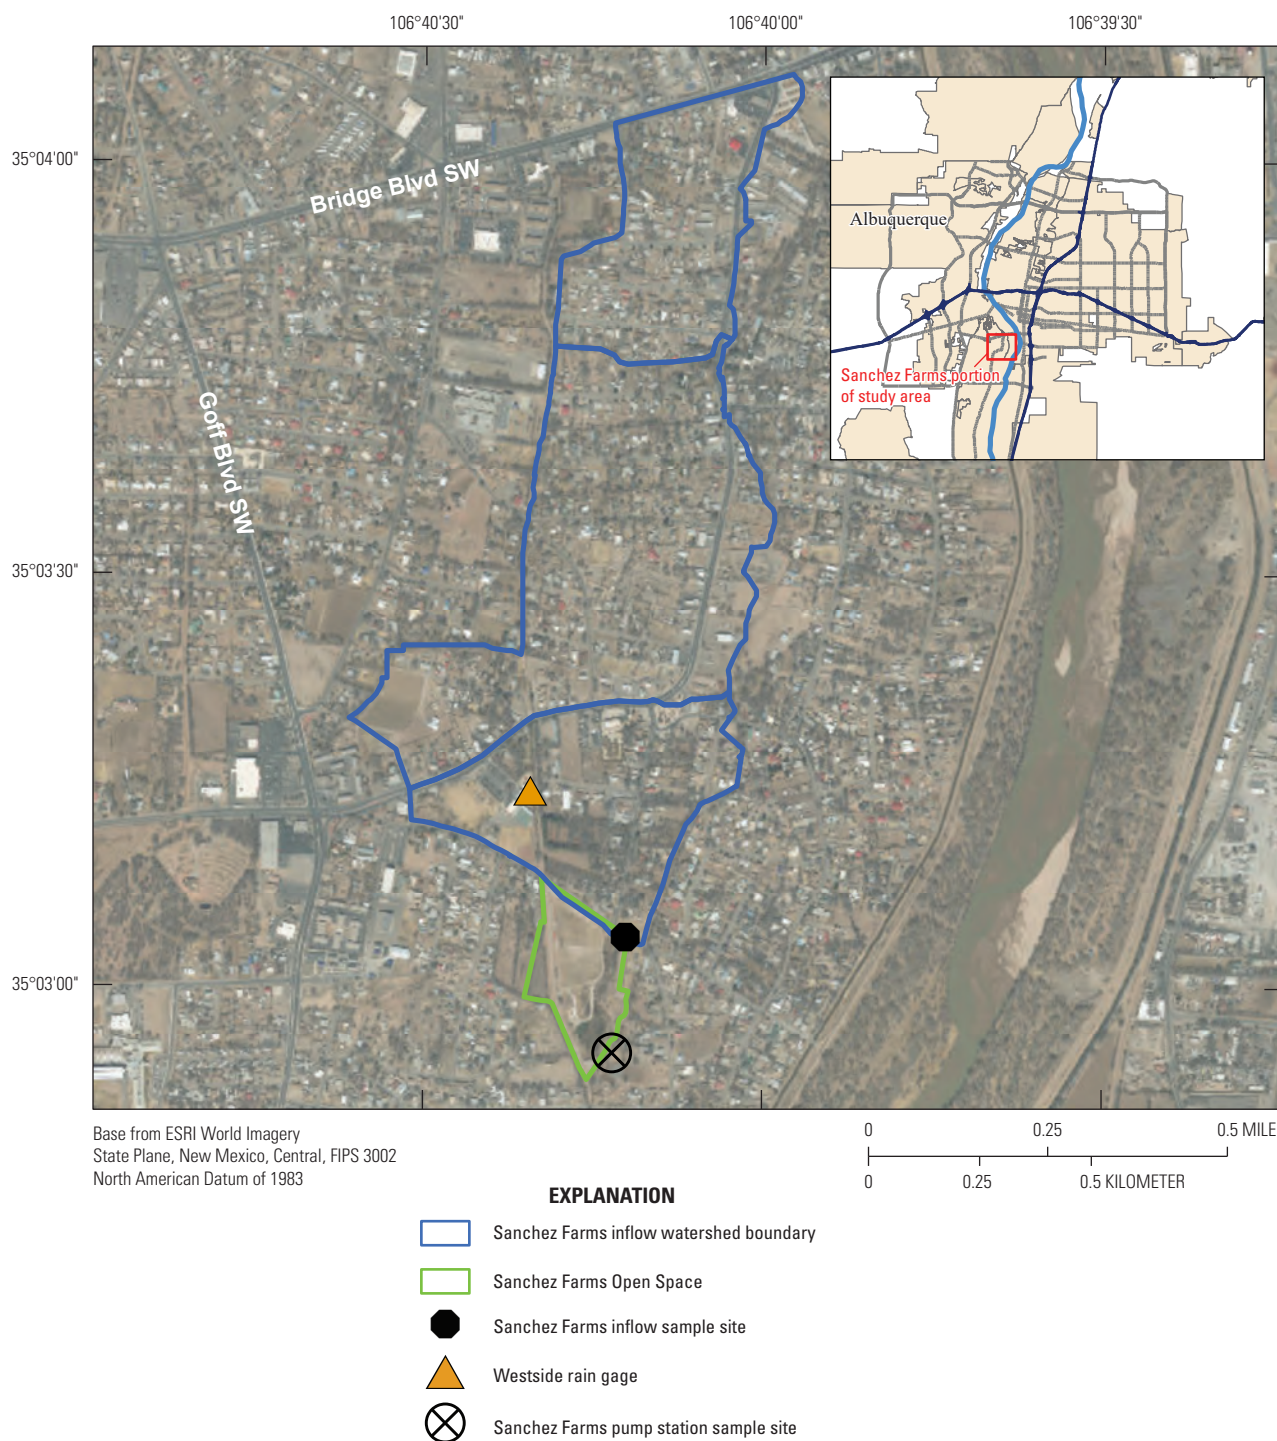 106°40'30"
106°40'00"
106°39'30"
35°04'00"
35°03'30"
35°03'00"
Bridge Blvd SW
Goff Blvd SW
Albuquerque
Sanchez Farms portion
of study area
Base from ESRI World Imagery
State Plane, New Mexico, Central, FIPS 3002
North American Datum of 1983
0 0.25 0.5 MILE
0 0.25 0.5 KILOMETER
EXPLANATION
Sanchez Farms inflow watershed boundary
Sanchez Farms Open Space
Sanchez Farms inflow sample site
Westside rain gage
Sanchez Farms pump station sample site